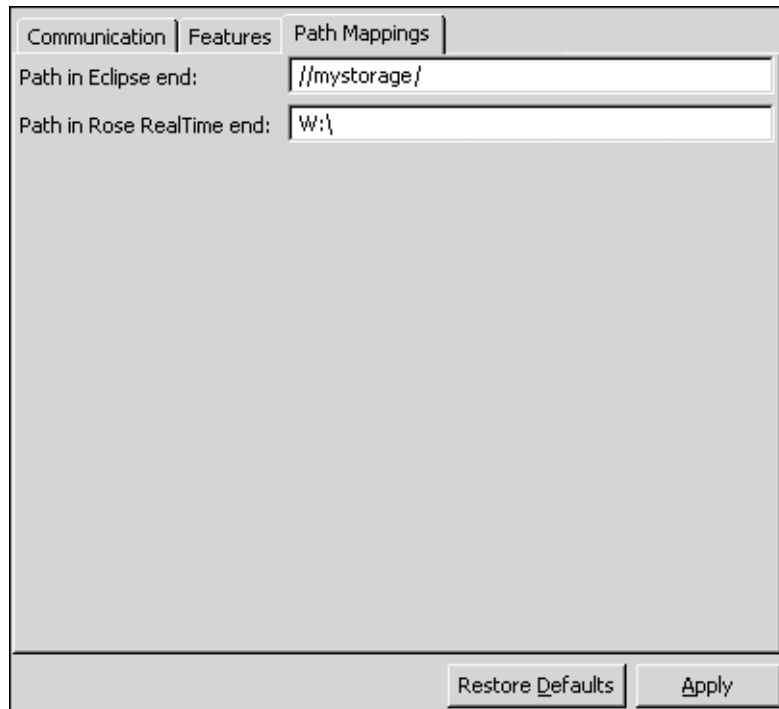 Communication Features Path Mappings
Path in Eclipse end: //mystorage/
Path in Rose RealTime end: W:\
Restore Defaults Apply